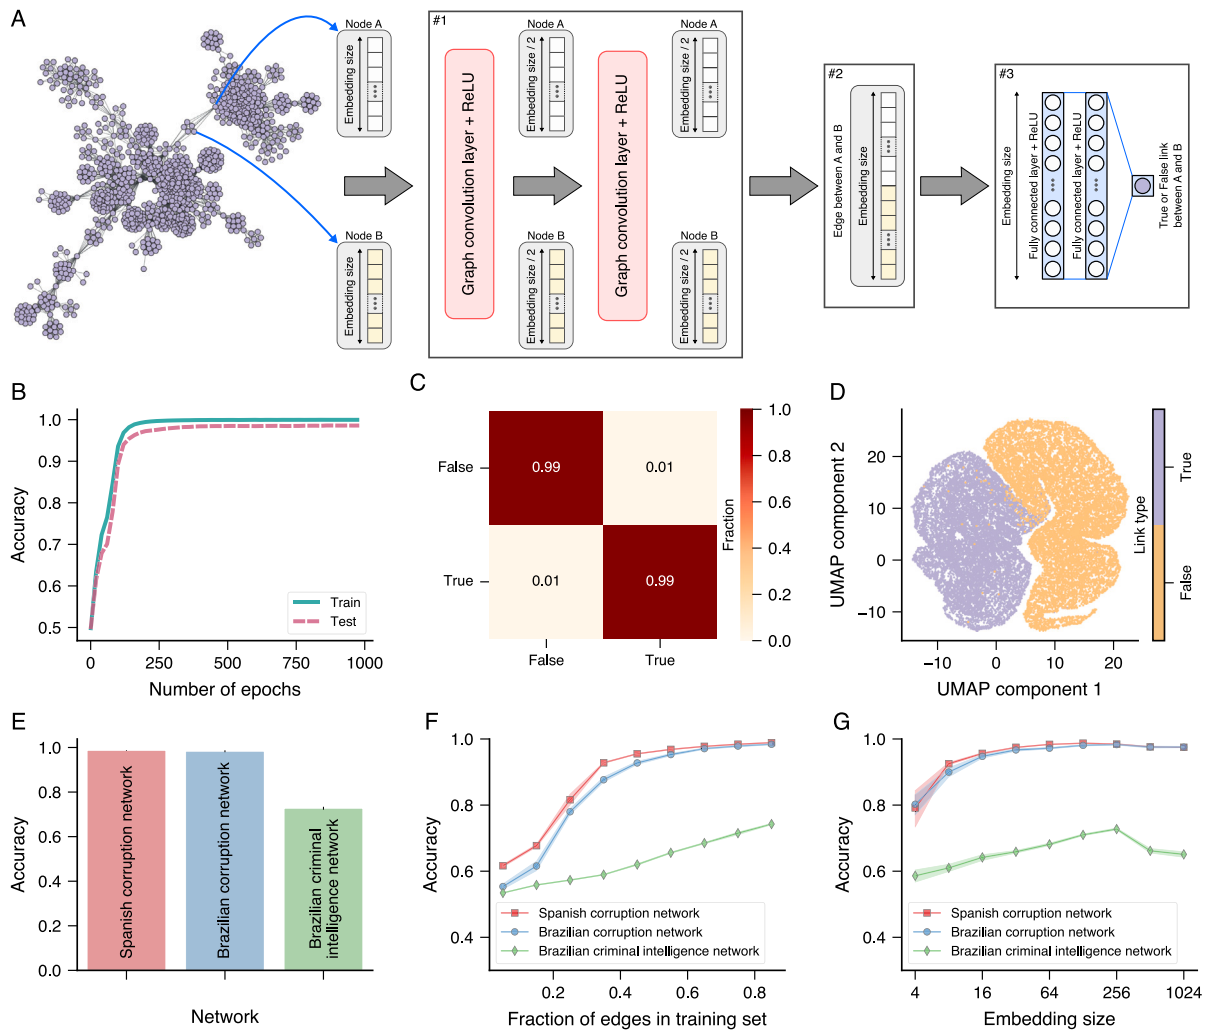 A
Node A
Embedding size
Node B
Embedding size
#1
Graph convolution layer + ReLU
Node A
Embedding size / 2
Node B
Embedding size / 2
Graph convolution layer + ReLU
Node A
Embedding size / 2
Node B
Embedding size / 2
#2
Edge between A and B
Embedding size
#3
Embedding size
Fully connected layer + ReLU
Fully connected layer + ReLU
True or False link
between A and B
B
Accuracy
1.0
0.9
0.8
0.7
0.6
0.5
Train
Test
0
250
500
750
1000
Number of epochs
C
False
True
0.99
0.01
0.01
0.99
False
True
Fraction
1.0
0.8
0.6
0.4
0.2
0.0
D
UMAP component 2
20
10
0
−10
−10
0
10
20
UMAP component 1
Link type
True
False
E
Accuracy
1.0
0.8
0.6
0.4
0.2
0.0
Spanish corruption network
Brazilian corruption network
Brazilian criminal
intelligence network
Network
F
Accuracy
1.0
0.8
0.6
0.4
Spanish corruption network
Brazilian corruption network
Brazilian criminal intelligence network
0.2
0.4
0.6
0.8
Fraction of edges in training set
G
Accuracy
1.0
0.8
0.6
0.4
Spanish corruption network
Brazilian corruption network
Brazilian criminal intelligence network
4
16
64
256
1024
Embedding size